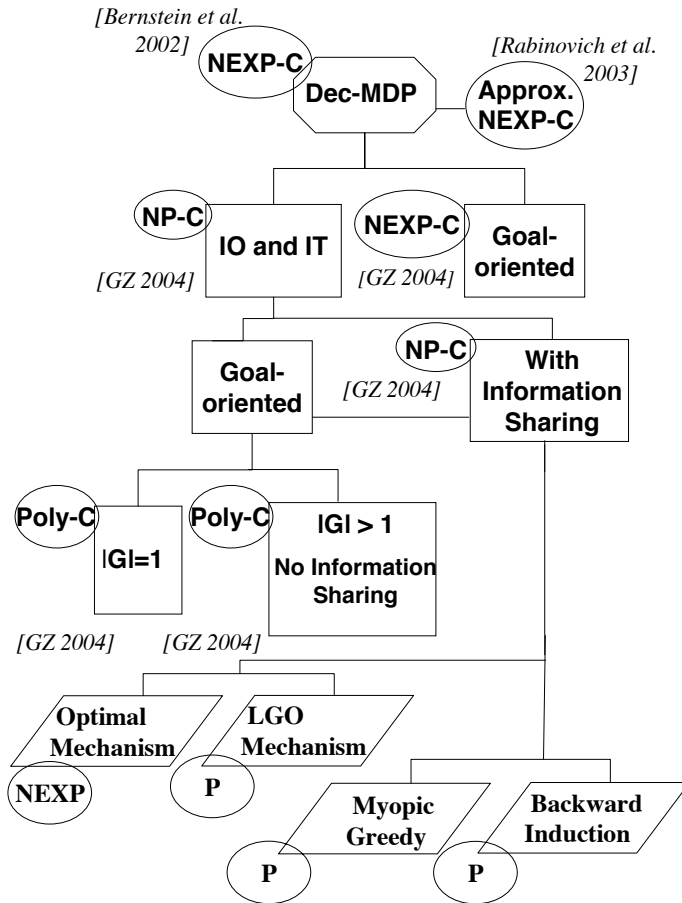 [Bernstein et al.
2002]
NEXP-C
Dec-MDP
[Rabinovich et al.
2003]
Approx.
NEXP-C
NP-C
IO and IT
[GZ 2004]
NEXP-C
Goal-
oriented
[GZ 2004]
Goal-
oriented
NP-C
With
Information
Sharing
[GZ 2004]
Poly-C
|G|=1
[GZ 2004]
Poly-C
|G| > 1
No Information
Sharing
[GZ 2004]
Optimal
Mechanism
NEXP
LGO
Mechanism
P
Myopic
Greedy
P
Backward
Induction
P